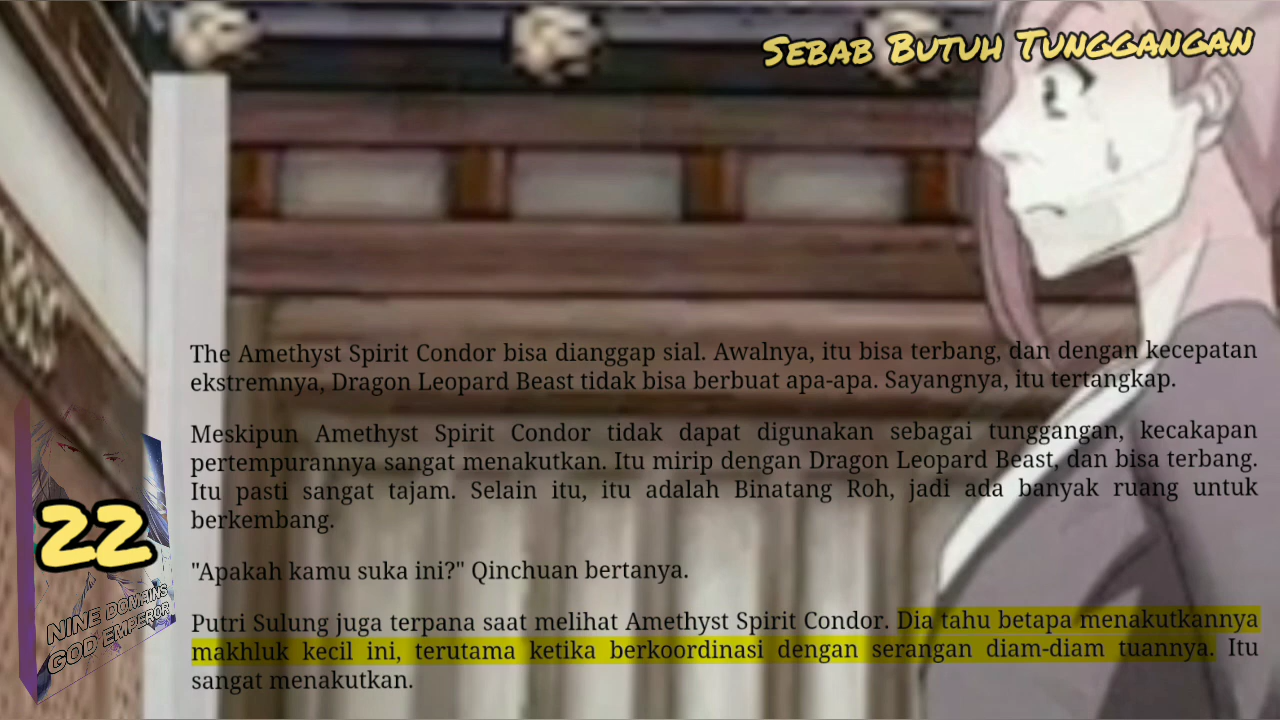 Sebab Butuh Tunggangan
The Amethyst Spirit Condor bisa dianggap sial. Awalnya, itu bisa terbang, dan dengan kecepatan
ekstremnya, Dragon Leopard Beast tidak bisa berbuat apa-apa. Sayangnya, itu tertangkap.
Meskipun Amethyst Spirit Condor tidak dapat digunakan sebagai tunggangan, kecakapan
pertempurannya sangat menakutkan. Itu mirip dengan Dragon Leopard Beast, dan bisa terbang.
Itu pasti sangat tajam. Selain itu, itu adalah Binatang Roh, jadi ada banyak ruang untuk
berkembang.
"Apakah kamu suka ini?" Qinchuan bertanya.
Putri Sulung juga terpana saat melihat Amethyst Spirit Condor. Dia tahu betapa menakutkannya
makhluk kecil ini, terutama ketika berkoordinasi dengan serangan diam-diam tuannya. Itu
sangat menakutkan.
22
NINE DOMAINS
GOD EMPEROR